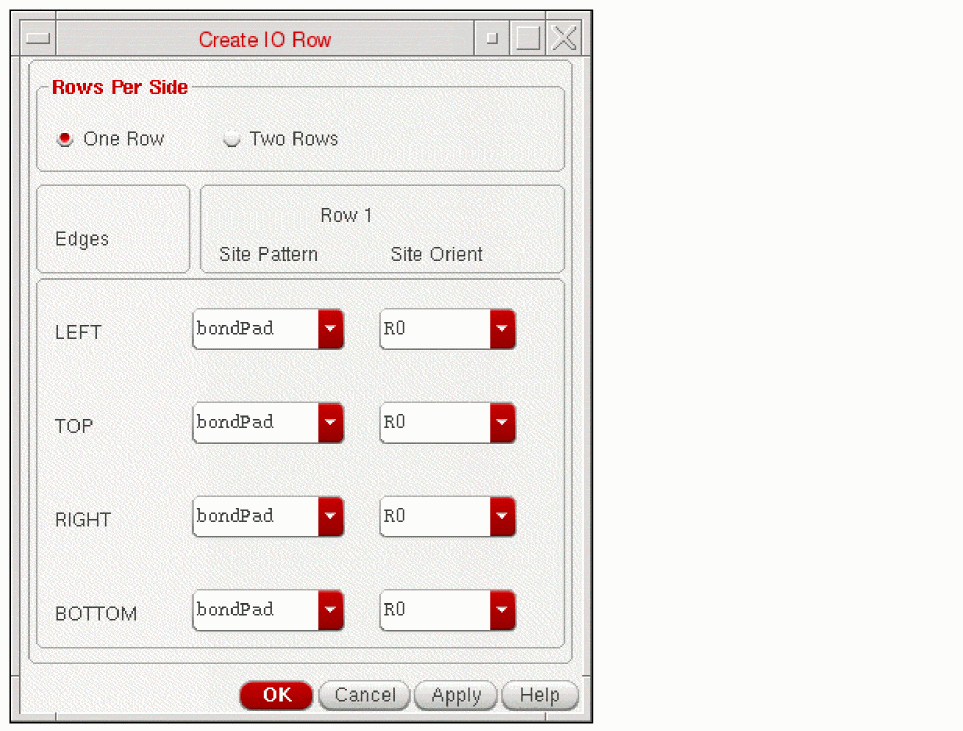 Create IO Row
Rows Per Side
One Row Two Rows
Edges
Row 1
Site Pattern Site Orient
LEFT bondPad R0
TOP bondPad R0
RIGHT bondPad R0
BOTTOM bondPad R0
OK Cancel Apply Help